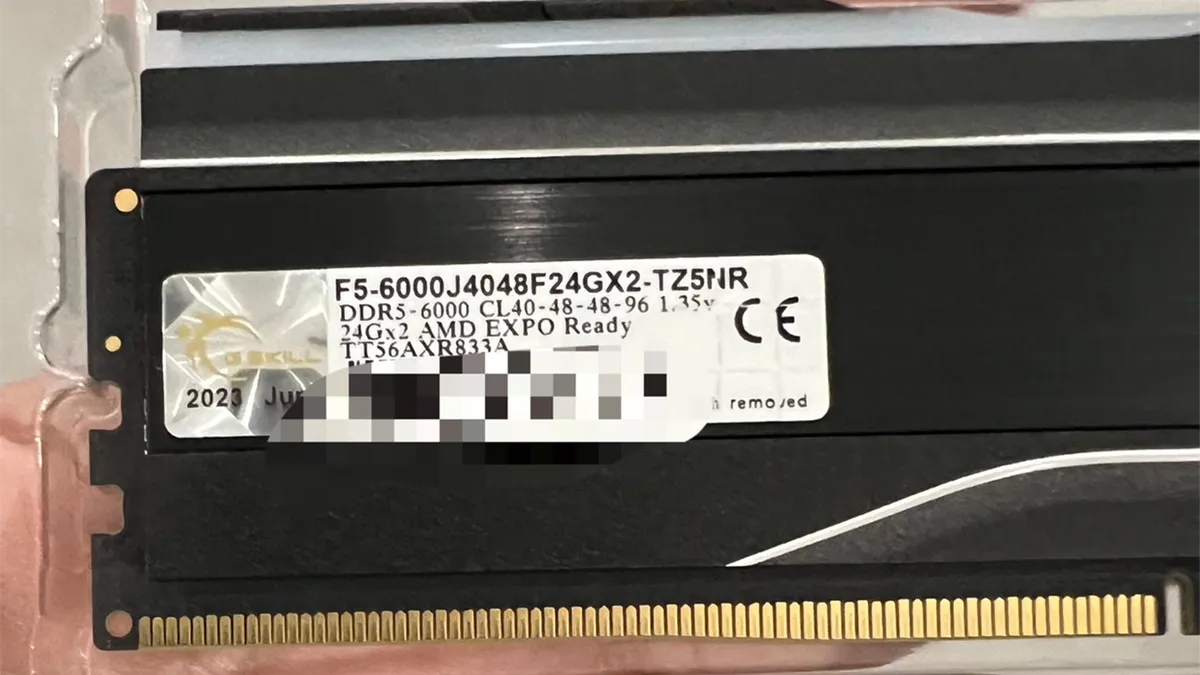 F5-6000J4048F24GX2-TZ5NR
DDR5-6000 CL40-48-48-96 1.35v
24Gx2 AMD EXPO Ready
TT56AXR833A
G.SKILL
2023
removed
CE